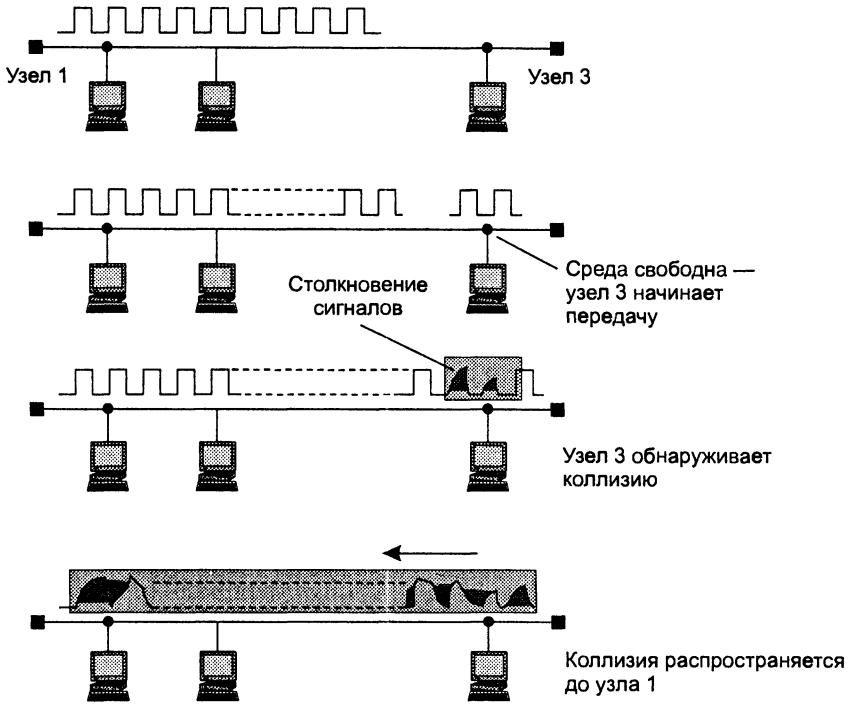 Узел 1
Узел 3
Среда свободна —
узел 3 начинает
передачу
Столкновение
сигналов
Узел 3 обнаруживает
коллизию
Коллизия распространяется
до узла 1